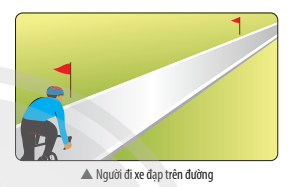 ▲ Người đi xe đạp trên đường